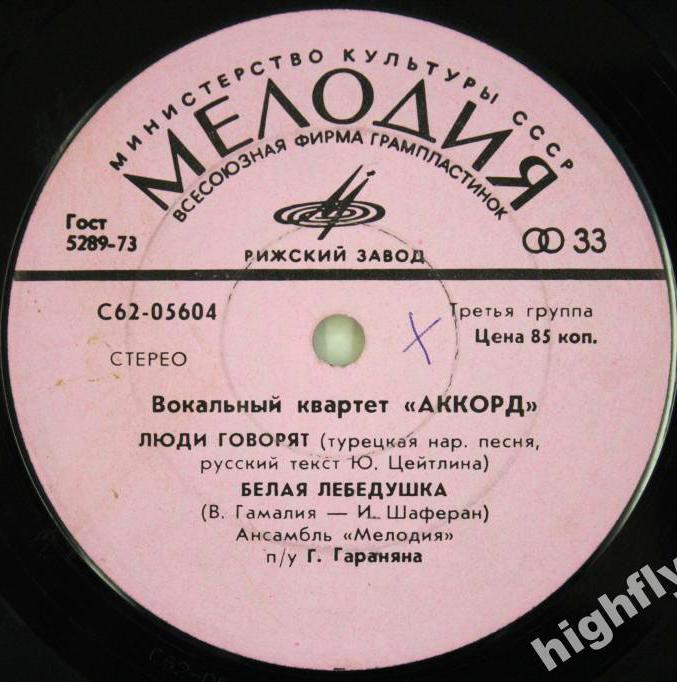 МИНИСТЕРСТВО КУЛЬТУРЫ СССР
МЕЛОДИЯ
ВСЕСОЮЗНАЯ ФИРМА ГРАМПЛАСТИНОК
Гост
5289-73
33
РИЖСКИЙ ЗАВОД
С62-05604
Третья группа
Цена 85 коп.
СТЕРЕО
Вокальный квартет «АККОРД»
ЛЮДИ ГОВОРЯТ (турецкая нар. песня,
русский текст Ю. Цейтлина)
БЕЛАЯ ЛЕБЕДУШКА
(В. Гамалия — И. Шаферан)
Ансамбль «Мелодия»
п/у Г. Гараняна
highfly